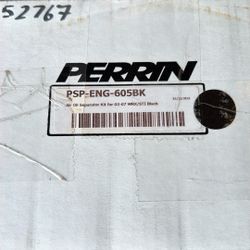 52767
PERRIN
PSP-ENG-605BK
Air Oil Separator Kit for 02-07 WRX/STI Black